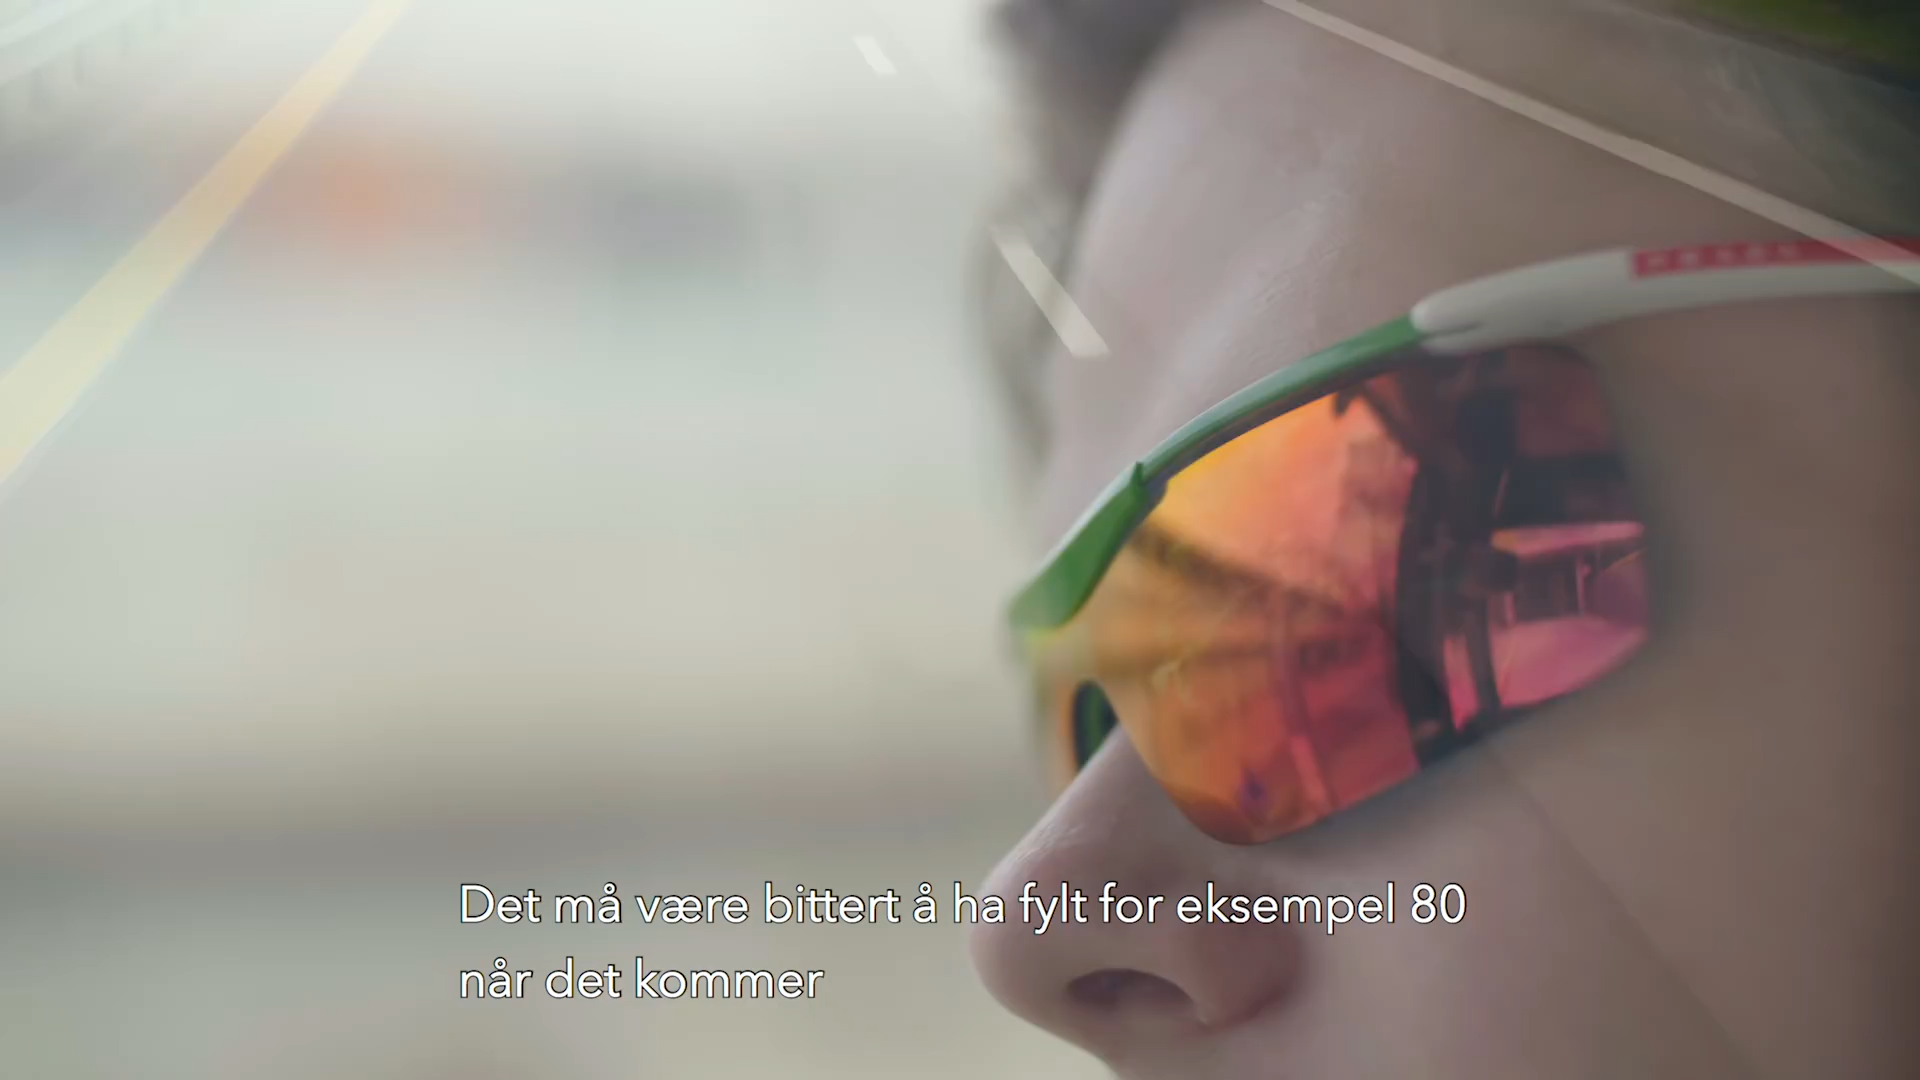 Det må være bittert å ha fylt for eksempel 80
når det kommer